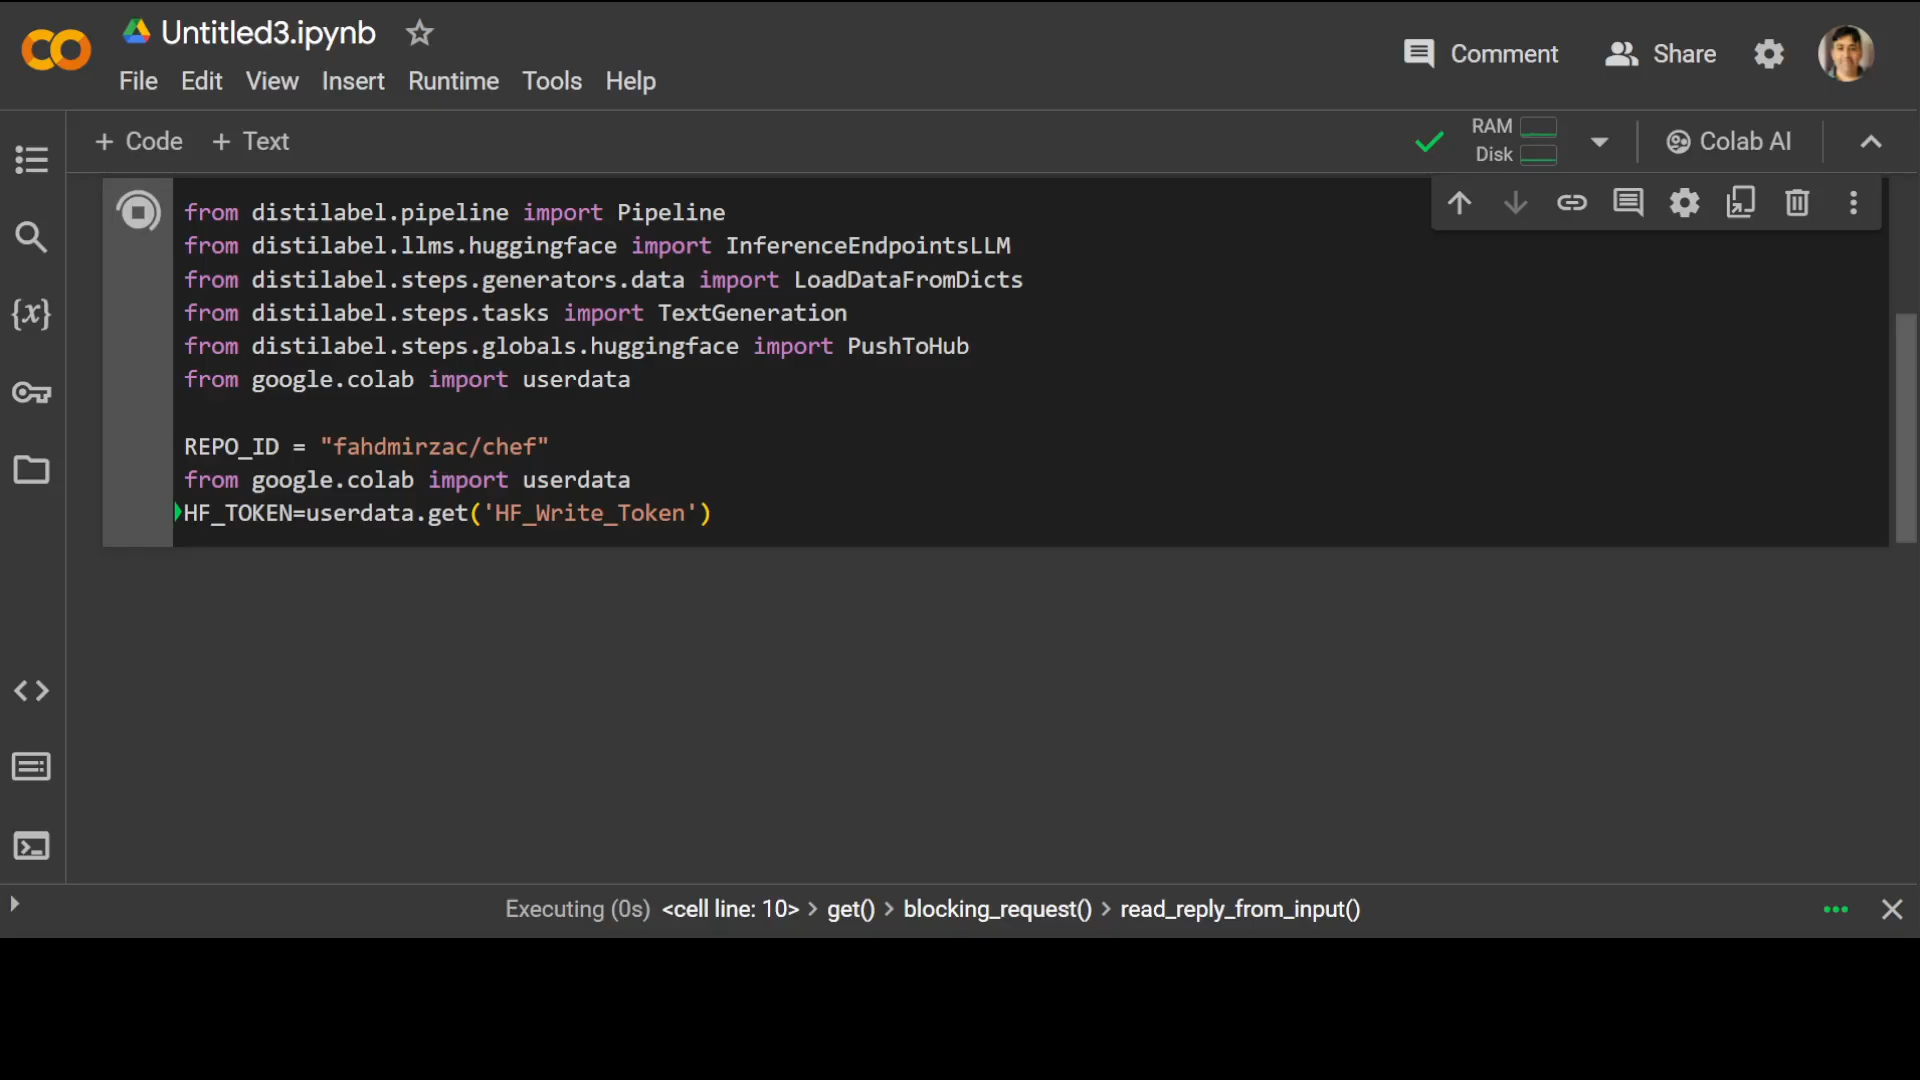 Untitled3.ipynb
Comment
Share
File Edit View Insert Runtime Tools Help
+ Code + Text
RAM
Disk
Colab AI
from distilabel.pipeline import Pipeline
from distilabel.llms.huggingface import InferenceEndpointsLLM
from distilabel.steps.generators.data import LoadDataFromDicts
from distilabel.steps.tasks import TextGeneration
from distilabel.steps.globals.huggingface import PushToHub
from google.colab import userdata
REPO_ID = "fahdmirzac/chef"
from google.colab import userdata
HF_TOKEN=userdata.get('HF_Write_Token')
{x}
Executing (0s) <cell line: 10> > get() > blocking_request() > read_reply_from_input()